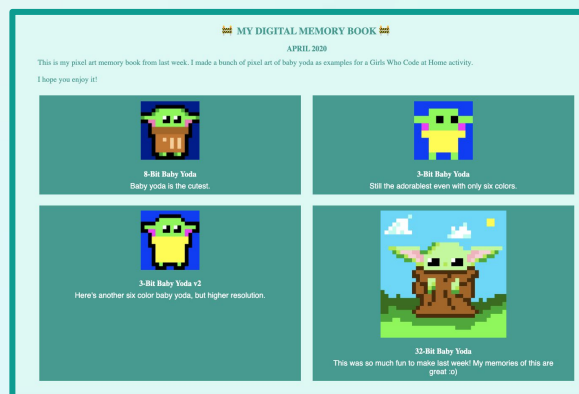 🚧 MY DIGITAL MEMORY BOOK 🚧
APRIL 2020
This is my pixel art memory book from last week. I made a bunch of pixel art of baby yoda as examples for a Girls Who Code at Home activity.
I hope you enjoy it!
8-Bit Baby Yoda
Baby yoda is the cutest.
3-Bit Baby Yoda
Still the adorablest even with only six colors.
3-Bit Baby Yoda v2
Here's another six color baby yoda, but higher resolution.
32-Bit Baby Yoda
This was so much fun to make last week! My memories of this are
great :o)